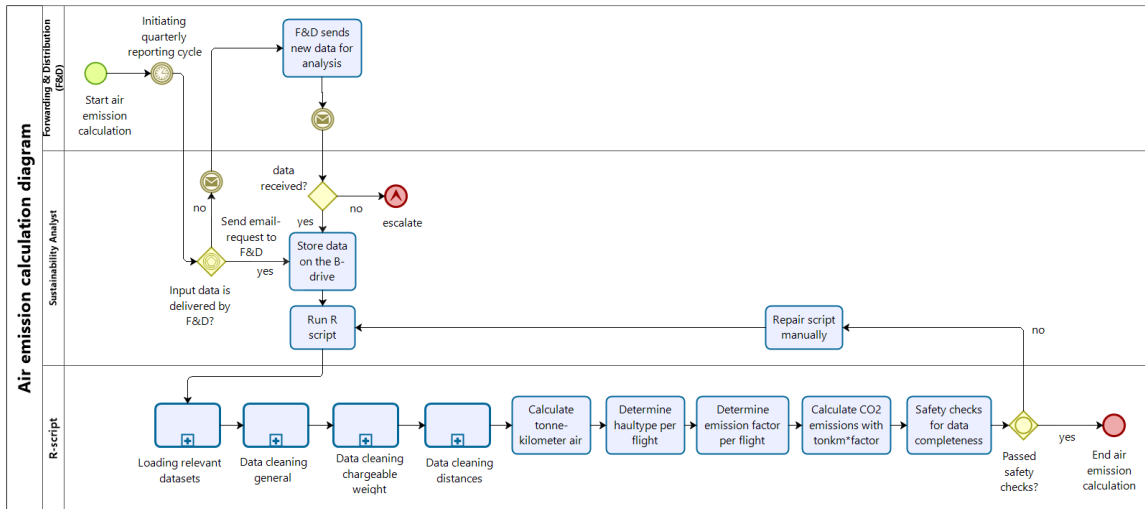 Air emission calculation diagram
Forwarding & Distribution
(F&D)
Initiating
quarterly
reporting cycle
Start air
emission
calculation
F&D sends
new data for
analysis
Sustainability Analyst
data
received?
no
escalate
yes
no
Send email-
request to
F&D
yes
Input data is
delivered by
F&D?
Store data
on the B-
drive
Run R
script
Repair script
manually
no
R-script
Loading relevant
datasets
Data cleaning
general
Data cleaning
chargeable
weight
Data cleaning
distances
Calculate
tonne-
kilometer air
Determine
haultype per
flight
Determine
emission factor
per flight
Calculate CO2
emissions with
tonkm*factor
Safety checks
for data
completeness
Passed
safety
checks?
yes
End air
emission
calculation